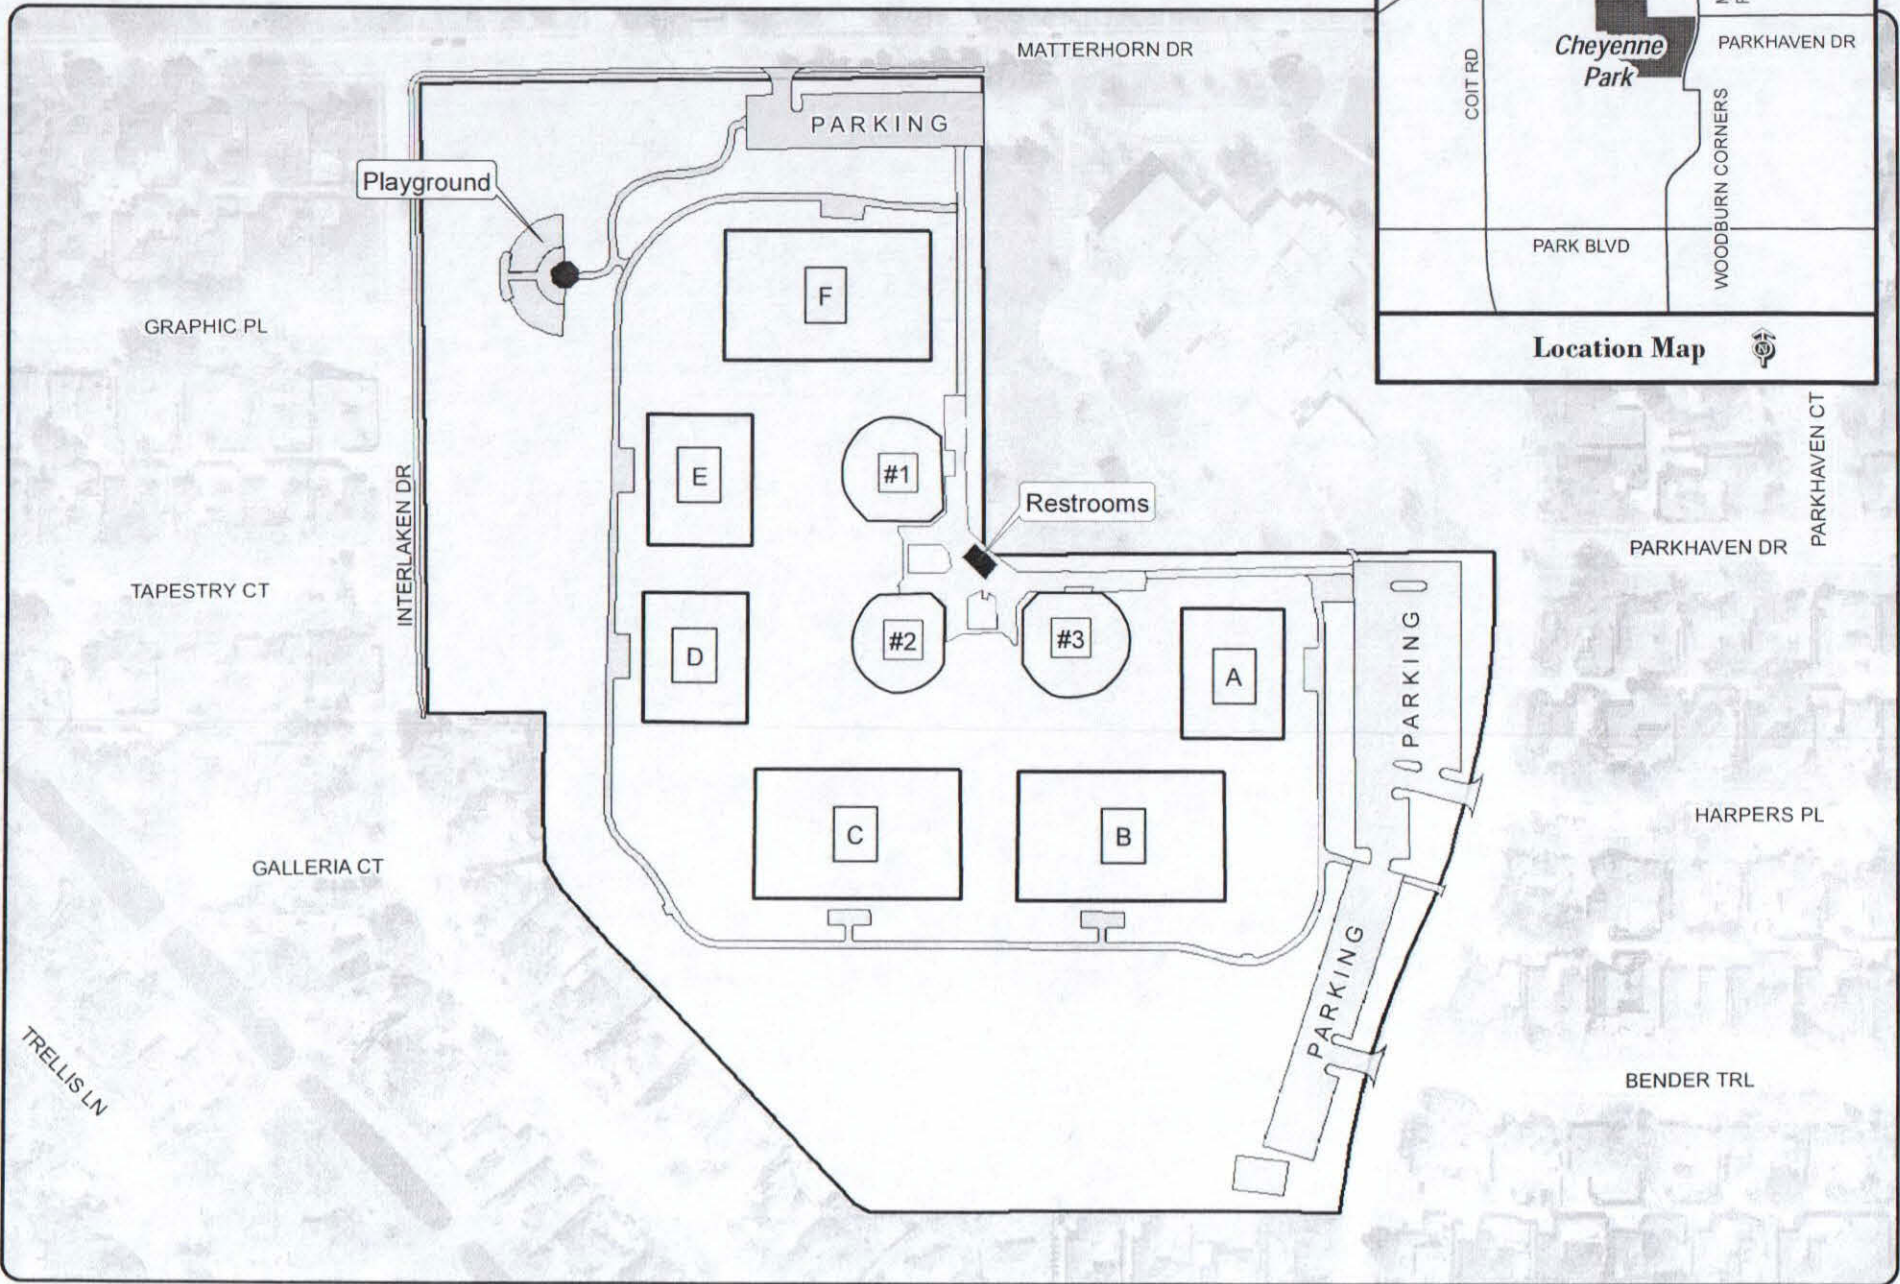 MATTERHORN DR
PARKING
Playground
GRAPHIC PL
F
E
#1
Restrooms
INTERLAKEN DR
TAPESTRY CT
D
#2
#3
A
PARKING
C
B
GALLERIA CT
PARKING
TRELLIS LN
Cheyenne
Park
PARKHAVEN DR
COIT RD
WOODBURN CORNERS
PARK BLVD
Location Map
PARKHAVEN CT
PARKHAVEN DR
HARPERS PL
BENDER TRL